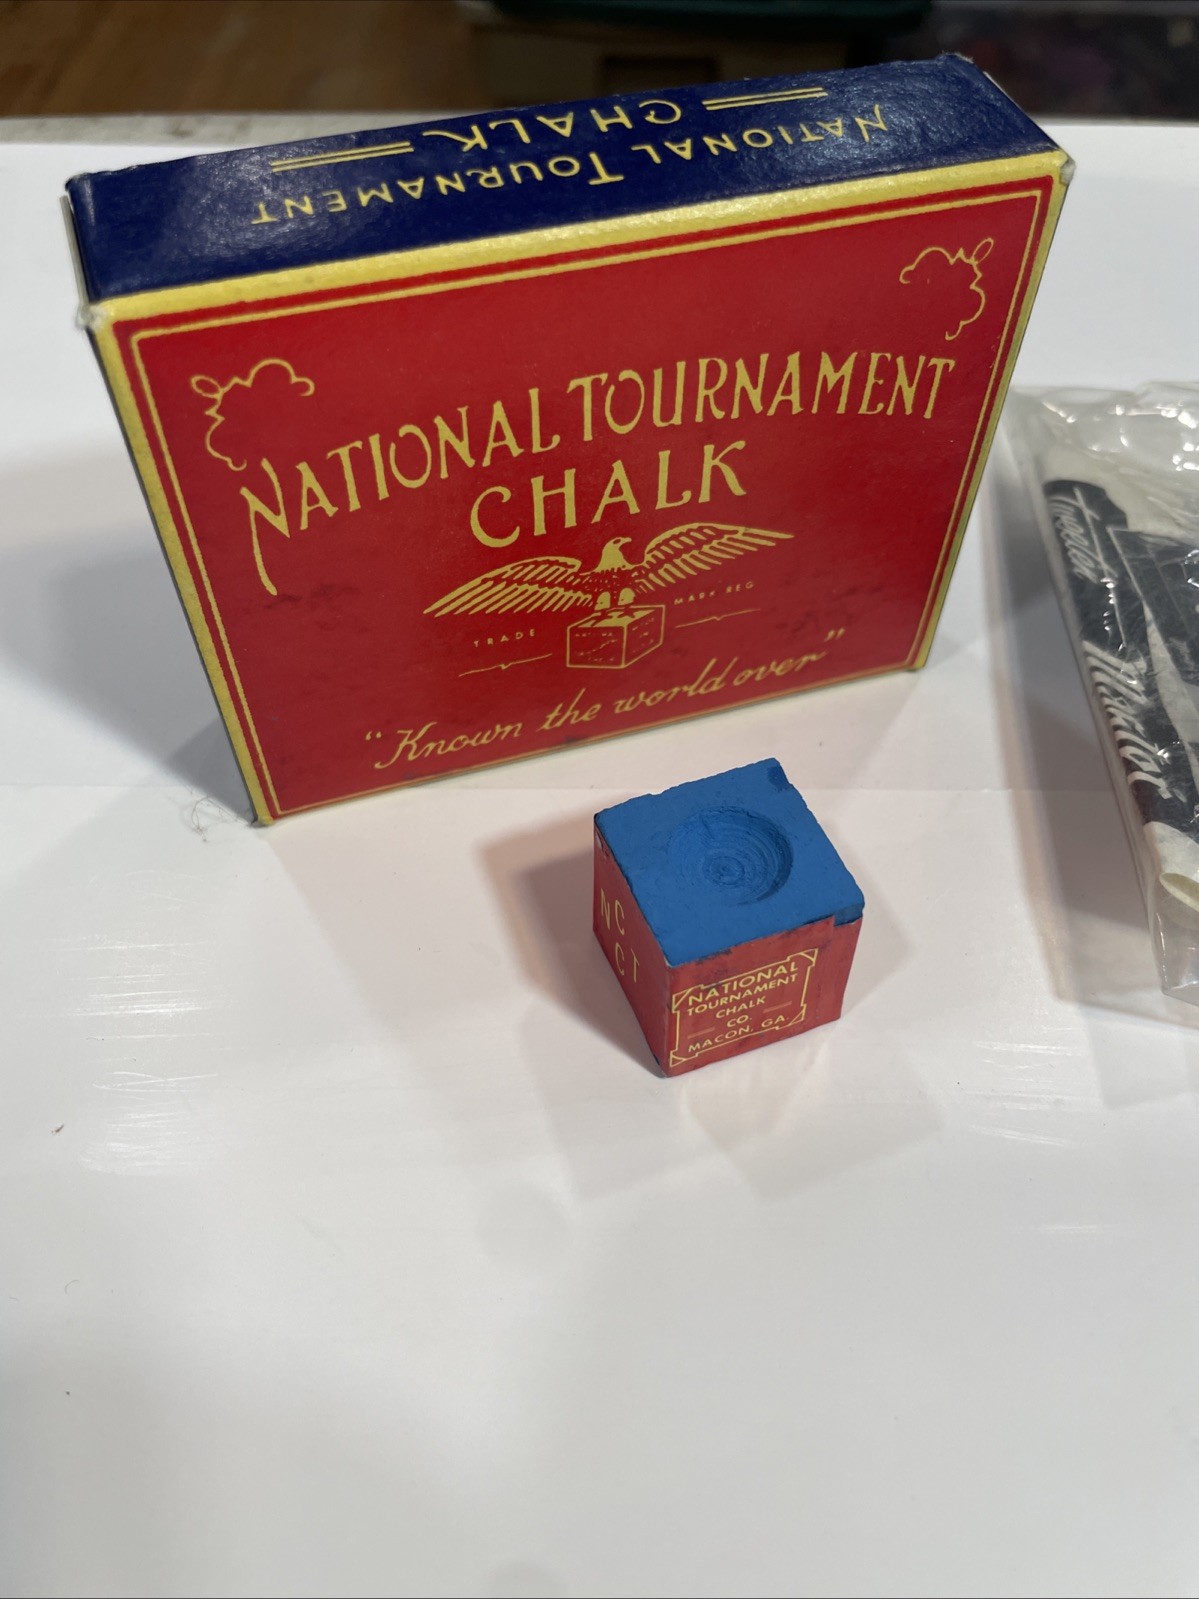 NATIONAL TOURNAMENT
CHALK
NATIONAL TOURNAMENT
CHALK
TRADE MARK REG
"Known the world over"
NC
CT
NATIONAL
TOURNAMENT
CHALK
CO.
MACON, GA.
Tweeten